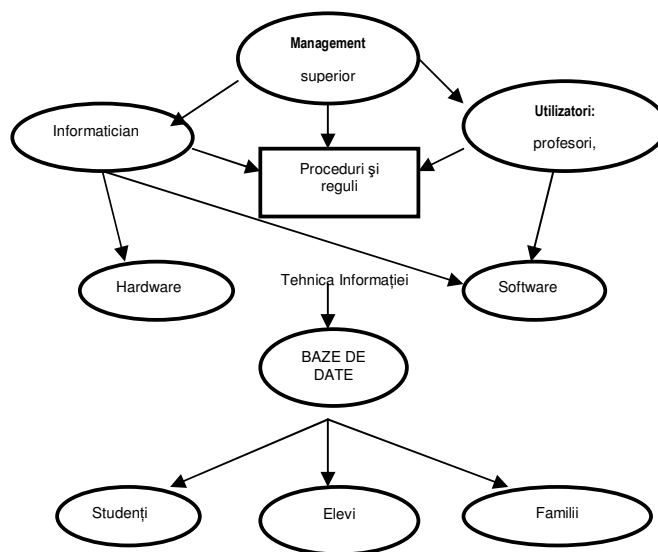 Management
superior
Informatician
Utilizatori:
profesori,
Proceduri şi
reguli
Hardware
Tehnica Informaţiei
Software
BAZE DE
DATE
Studenţi
Elevi
Familii